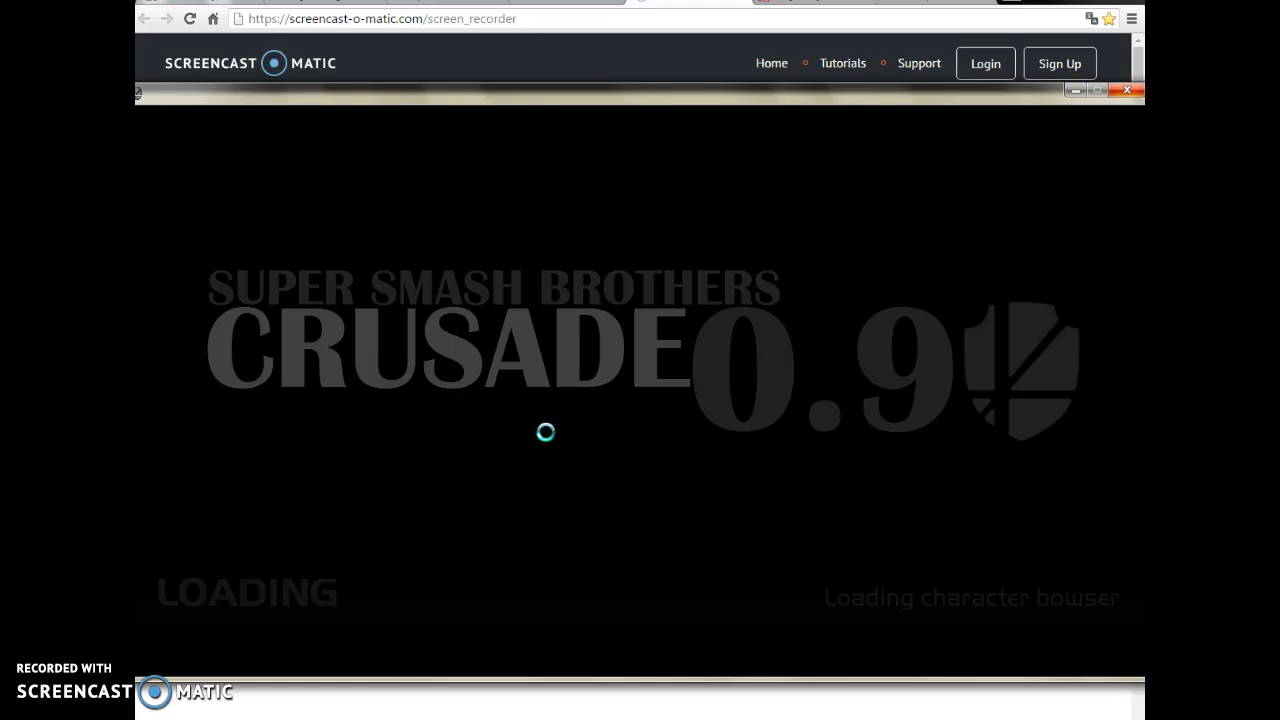 https://screencast-o-matic.com/screen_recorder
SCREENCAST MATIC
Home
Tutorials
Support
Login
Sign Up
SUPER SMASH BROTHERS
CRUSADE 0.9
LOADING
Loading character bowser
RECORDED WITH
SCREENCAST MATIC